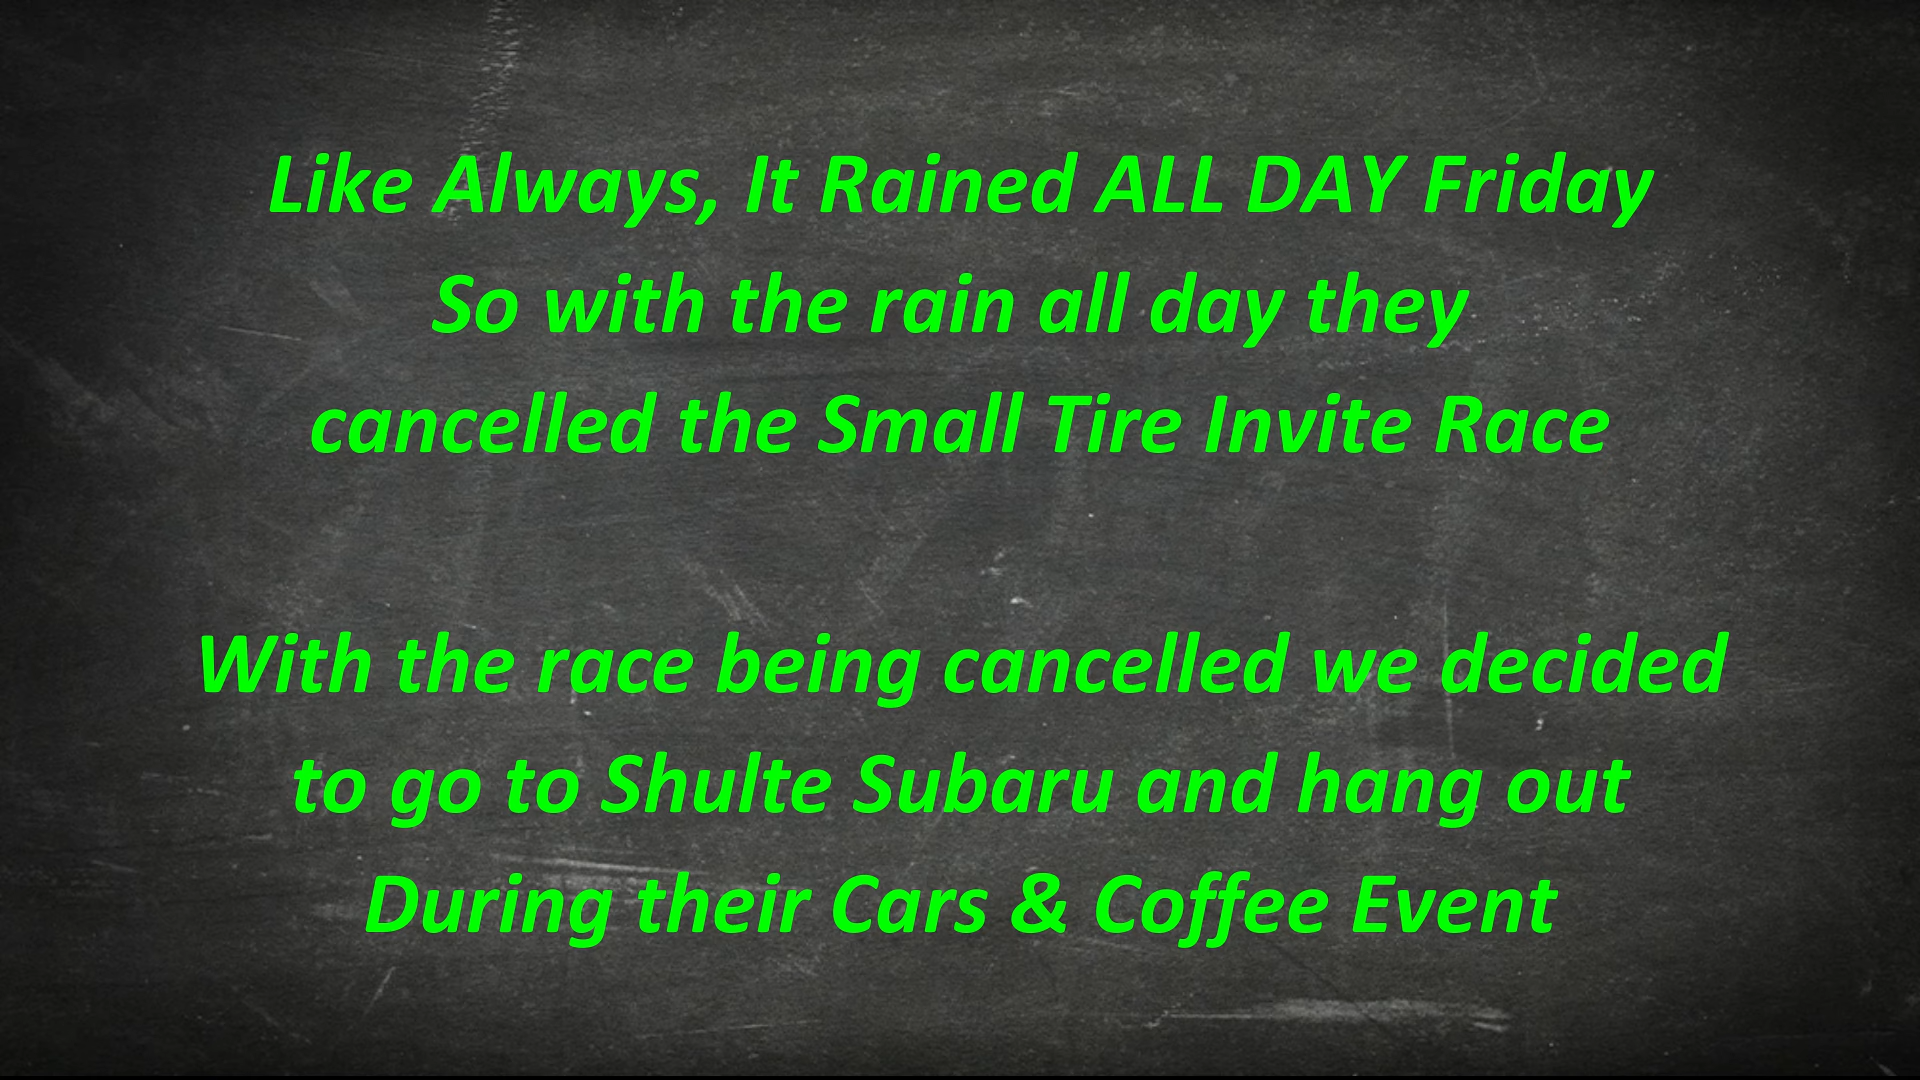 Like Always, It Rained ALL DAY Friday
So with the rain all day they
cancelled the Small Tire Invite Race
With the race being cancelled we decided
to go to Shulte Subaru and hang out
During their Cars & Coffee Event